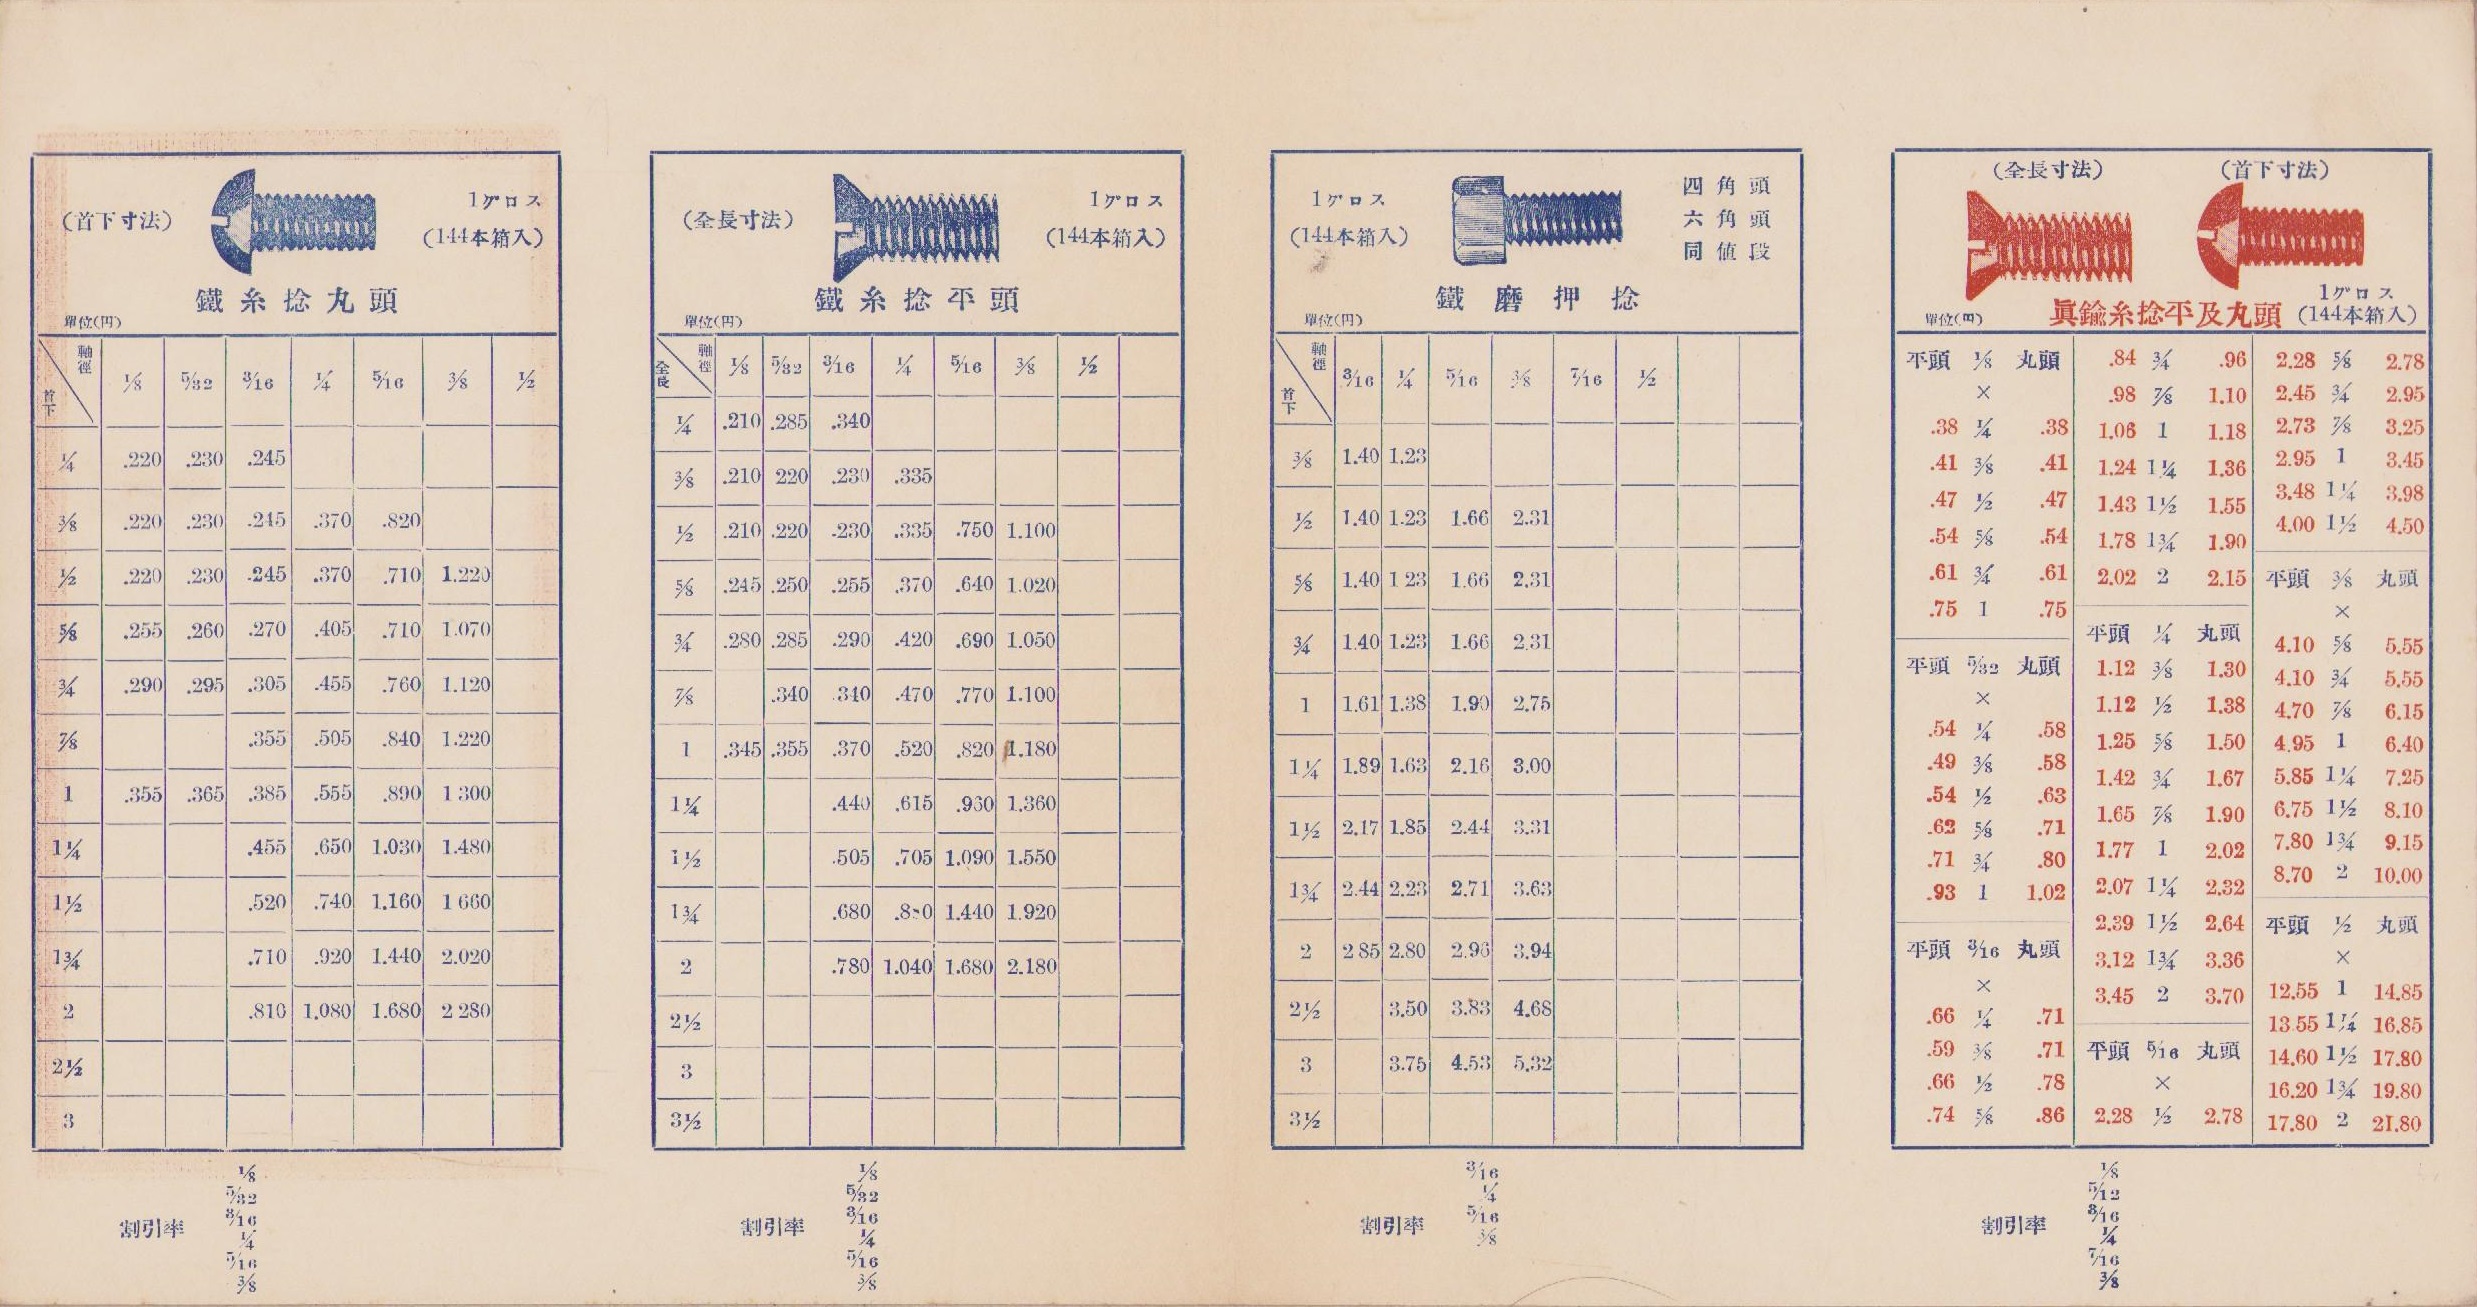 (首下寸法)
1グロス
(144本箱入)
鐵糸捻丸頭
單位(円)
軸徑 首下 ⅛ 5/32 3/16 ¼ 5/16 ⅜ ½
¼ .220 .230 .245
⅜ .220 .230 .245 .370 .820
½ .220 .230 .245 .370 .710 1.220
⅝ .255 .260 .270 .405 .710 1.070
¾ .290 .295 .305 .455 .760 1.120
⅞ .355 .505 .840 1.220
1 .355 .365 .385 .555 .890 1 300
1¼ .455 .650 1.030 1.480
1½ .520 .740 1.160 1 660
1¾ .710 .920 1.440 2.020
2 .810 1.080 1.680 2 280
2½
3
割引率
⅛
5/32
3/16
¼
5/16
⅜
(全長寸法)
1グロス
(144本箱入)
鐵糸捻平頭
單位(円)
軸徑 全長 ⅛ 5/32 3/16 ¼ 5/16 ⅜ ½
¼ .210 .285 .340
⅜ .210 220 .230 .335
½ .210 .220 .230 .335 .750 1.100
⅝ .245 .250 .255 .370 .640 1.020
¾ .280 .285 .290 .420 .690 1.050
⅞ .340 .340 .470 .770 1.100
1 .345 .355 .370 .520 .820 1.180
1¼ .440 .615 .960 1.360
1½ .505 .705 1.090 1.550
1¾ .680 1.440 1.920
2 .780 1.040 1.680 2.180
2½
3
3½
割引率
⅛
5/32
3/16
¼
5/16
⅜
1グロス
(144本箱入)
四角頭
六角頭
同値段
鐵磨押捻
單位(円)
軸徑 首下 3/16 ¼ 5/16 ⅜ 7/16 ½
⅜ 1.40 1.23
½ 1.40 1.23 1.66 2.31
⅝ 1.40 1 23 1.66 2.31
¾ 1.40 1.23 1.66 2.31
1 1.61 1.38 1.90 2.75
1¼ 1.89 1.63 2.16 3.00
1½ 2.17 1.85 2.44 3.31
1¾ 2.44 2.23 2.71 3.63
2 2 85 2.80 2.96 3.94
2½ 3.50 3.83 4.68
3 3.75 4.53 5.32
3½
割引率
3/16
¼
5/16
⅜
(全長寸法)
(首下寸法)
1グロス
(144本箱入)
單位(円)
眞鍮糸捻平及丸頭
平頭 ⅛ 丸頭
×
.38 ¼ .38
.41 ⅜ .41
.47 ½ .47
.54 ⅝ .54
.61 ¾ .61
.75 1 .75
平頭 5/32 丸頭
×
.54 ¼ .58
.49 ⅜ .58
.54 ½ .63
.62 ⅝ .71
.71 ¾ .80
.93 1 1.02
平頭 3/16 丸頭
×
.66 ¼ .71
.59 ⅜ .71
.66 ½ .78
.74 ⅝ .86
.84 ¾ .96
.98 ⅞ 1.10
1.06 1 1.18
1.24 1¼ 1.36
1.43 1½ 1.55
1.78 1¾ 1.90
2.02 2 2.15
平頭 ¼ 丸頭
1.12 ⅜ 1.30
1.12 ½ 1.38
1.25 ⅝ 1.50
1.42 ¾ 1.67
1.65 ⅞ 1.90
1.77 1 2.02
2.07 1¼ 2.32
2.39 1½ 2.64
3.12 1¾ 3.36
3.45 2 3.70
平頭 5/16 丸頭
×
2.28 ½ 2.78
2.28 ⅝ 2.78
2.45 ¾ 2.95
2.73 ⅞ 3.25
2.95 1 3.45
3.48 1¼ 3.98
4.00 1½ 4.50
平頭 ⅜ 丸頭
×
4.10 ⅝ 5.55
4.10 ¾ 5.55
4.70 ⅞ 6.15
4.95 1 6.40
5.85 1¼ 7.25
6.75 1½ 8.10
7.80 1¾ 9.15
8.70 2 10.00
平頭 ½ 丸頭
×
12.55 1 14.85
13.55 1¼ 16.85
14.60 1½ 17.80
16.20 1¾ 19.80
17.80 2 21.80
割引率
⅛
5/12
3/16
¼
7/16
⅜